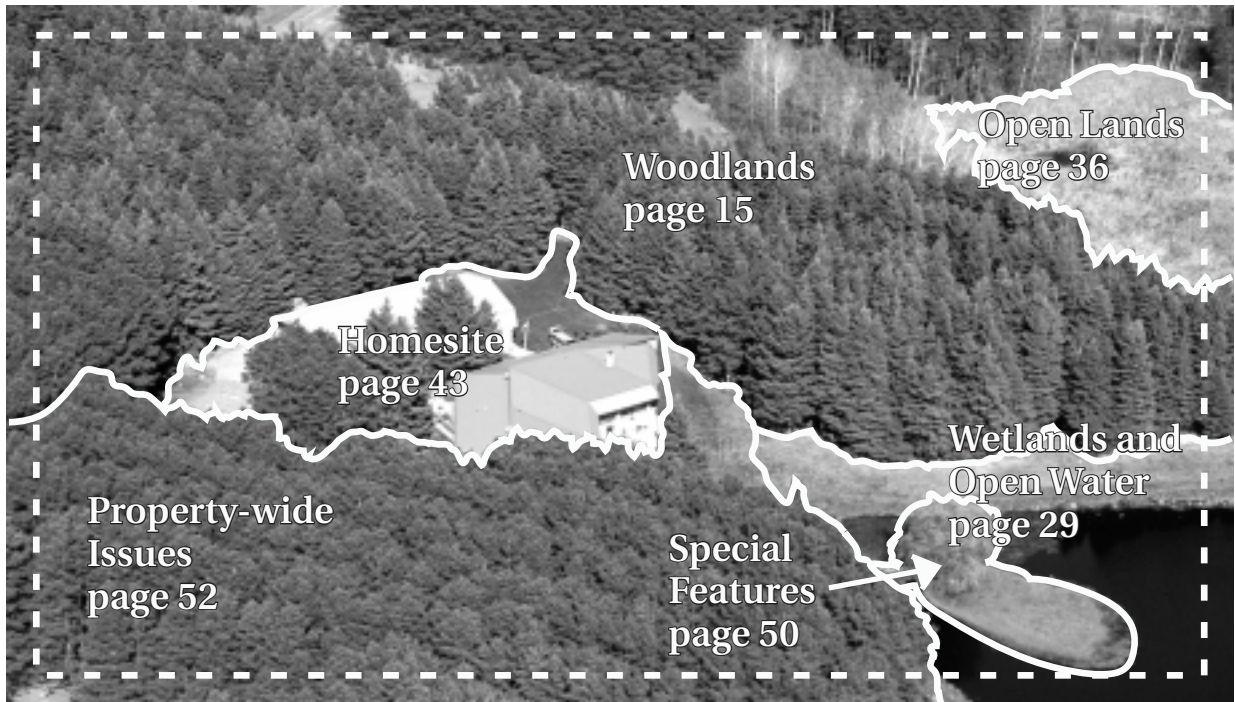 Open Lands
page 36
Woodlands
page 15
Homesite
page 43
Wetlands and
Open Water
page 29
Property-wide
Issues
page 52
Special
Features
page 50